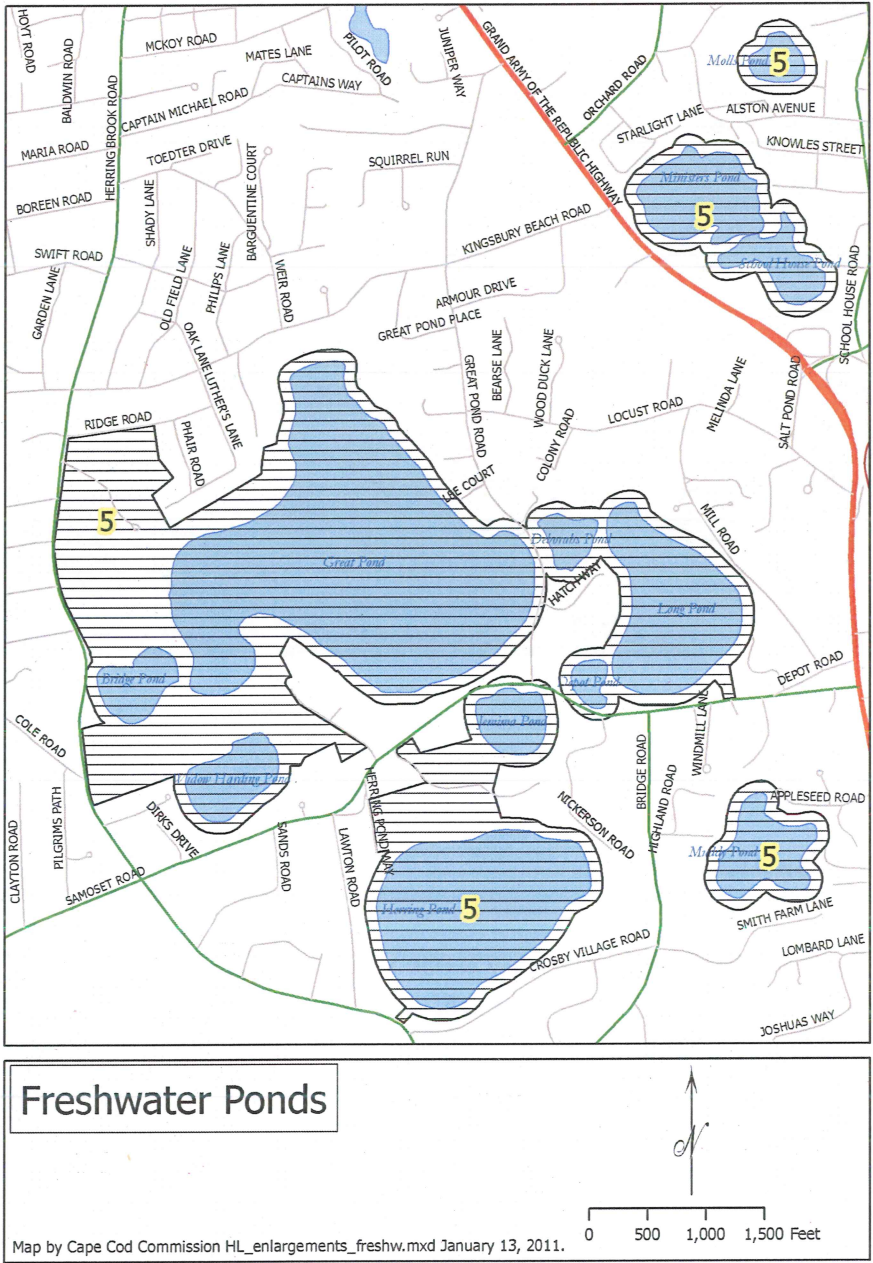 HOYT ROAD
BALDWIN ROAD
HERRING BROOK ROAD
MCKOY ROAD
MATES LANE
CAPTAINS WAY
PILOT ROAD
JUNIPER WAY
GRAND ARMY OF THE REPUBLIC HIGHWAY
ORCHARD ROAD
Molls Pond
5
ALSTON AVENUE
STARLIGHT LANE
KNOWLES STREET
CAPTAIN MICHAEL ROAD
MARIA ROAD
TOEDTER DRIVE
SQUIRREL RUN
Ministers Pond
5
BOREEN ROAD
SHADY LANE
BARGUENTINE COURT
KINGSBURY BEACH ROAD
School House Pond
SCHOOL HOUSE ROAD
SWIFT ROAD
GARDEN LANE
OLD FIELD LANE
PHILIPS LANE
WEIR ROAD
ARMOUR DRIVE
GREAT POND PLACE
OAK LANE
LUTHER'S LANE
GREAT POND ROAD
BEARSE LANE
WOOD DUCK LANE
COLONY ROAD
LOCUST ROAD
MELINDA LANE
SALT POND ROAD
RIDGE ROAD
PHAIR ROAD
COURT
MILL ROAD
5
Great Pond
Deborahs Pond
HATCH WAY
Long Pond
Bridge Pond
Depot Pond
DEPOT ROAD
Jemima Pond
WINDMILL LANE
COLE ROAD
Widow Harding Pond
BRIDGE ROAD
HIGHLAND ROAD
APPLESEED ROAD
CLAYTON ROAD
PILGRIMS PATH
DIRKS DRIVE
SANDS ROAD
LAWTON ROAD
HERRING POND WAY
NICKERSON ROAD
Muddy Pond
5
SAMOSET ROAD
Herring Pond
5
SMITH FARM LANE
CROSBY VILLAGE ROAD
LOMBARD LANE
JOSHUAS WAY
Freshwater Ponds
N
0 500 1,000 1,500 Feet
Map by Cape Cod Commission HL_enlargements_freshw.mxd January 13, 2011.